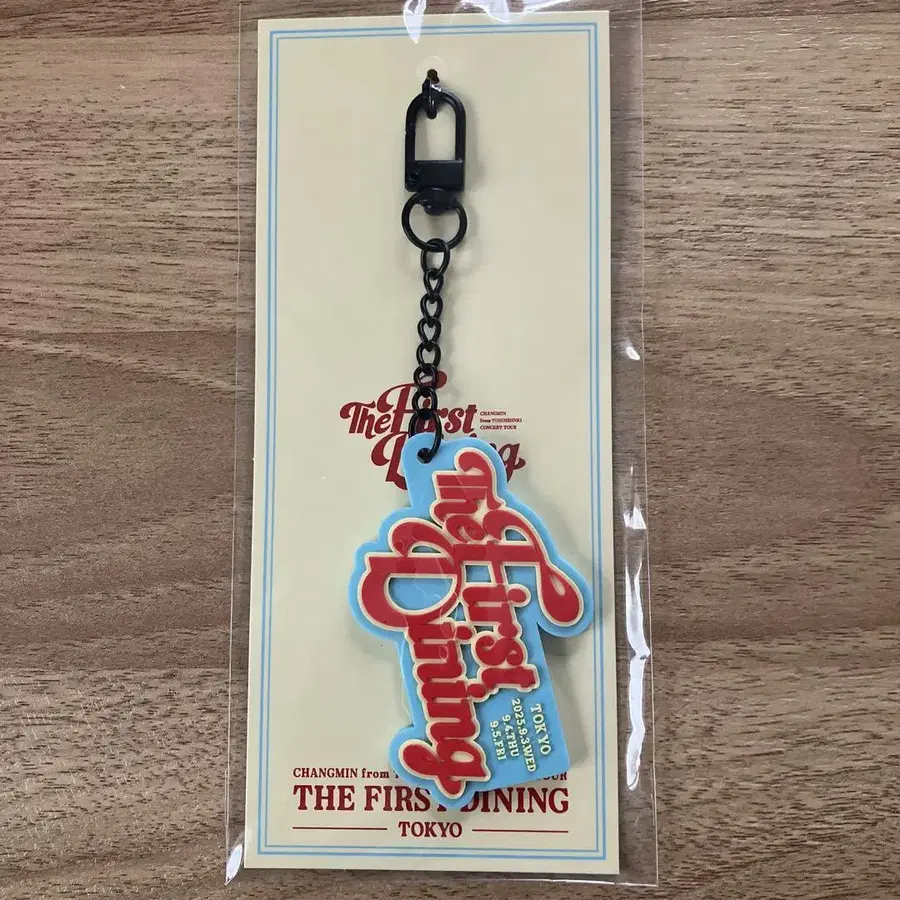 The First
CHANGMIN
from TOHOSHINKI
CONCERT TOUR
The First
Dining
TOKYO
2025.9.3.WED
9.4.THU
9.5.FRI
CHANGMIN from
THE FIRST DINING
TOKYO